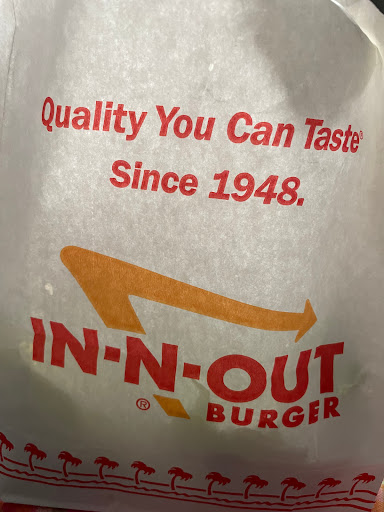 Quality You Can Taste®
Since 1948.
IN-N-OUT
® BURGER